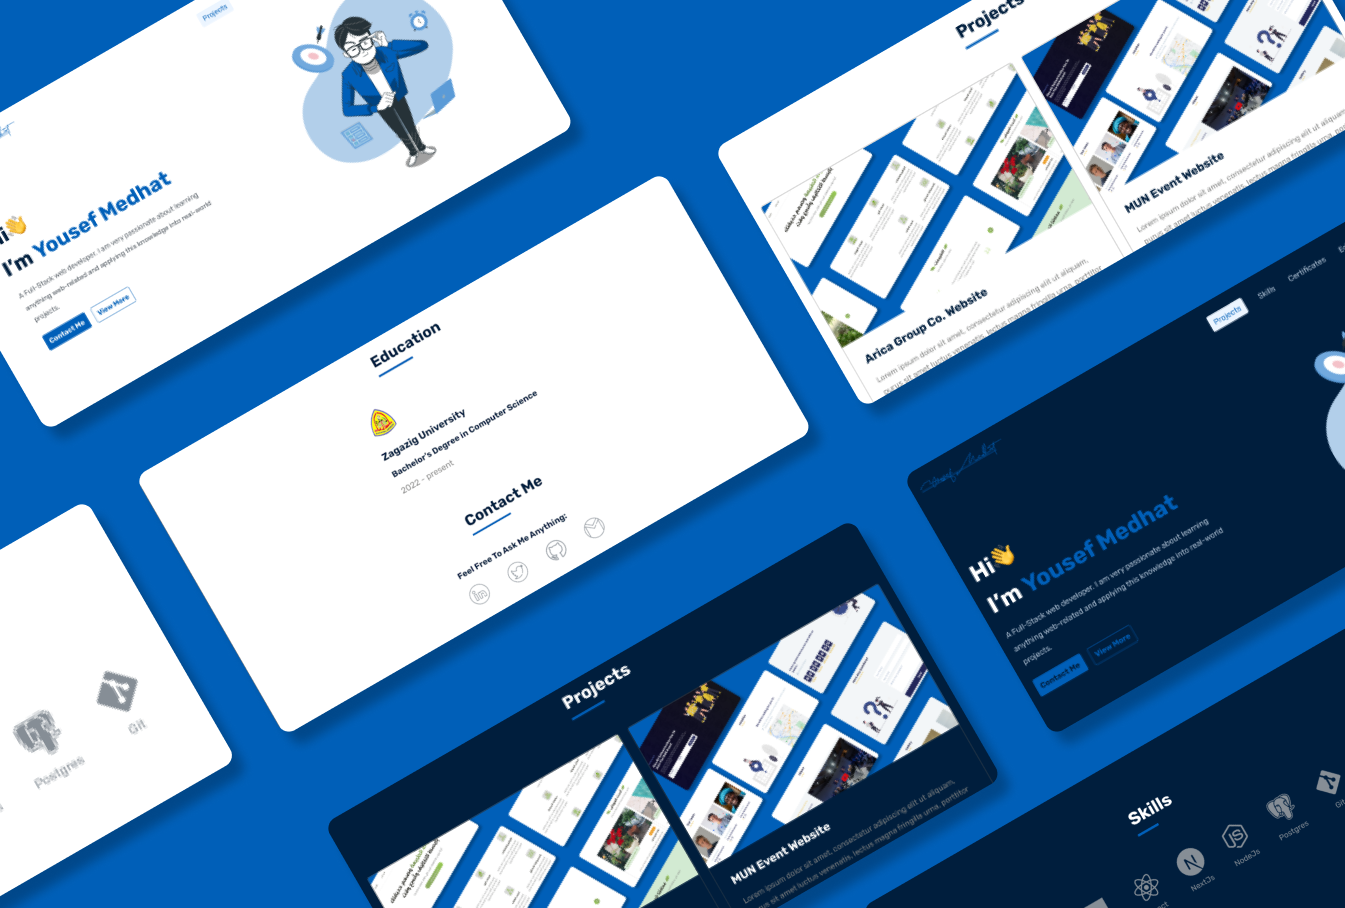 Projects
Hi👋
I'm Yousef Medhat
A Full-Stack web developer. I am very passionate about learning
anything web-related and applying this knowledge into real-world
projects.
Contact Me
View More
Education
Zagazig University
Bachelor's Degree in Computer Science
2022 - present
Contact Me
Feel Free To Ask Me Anything:
Postgres
Git
Projects
Arica Group Co. Website
Lorem ipsum dolor sit amet, consectetur adipiscing elit ut aliquam,
purus sit amet luctus venenatis, lectus magna fringilla urna, porttitor
MUN Event Website
Lorem ipsum dolor sit amet, consectetur adipiscing elit ut aliquam,
purus sit amet luctus venenatis, lectus magna fringilla urna, porttitor
Projects
MUN Event Website
Lorem ipsum dolor sit amet, consectetur adipiscing elit ut aliquam,
purus sit amet luctus venenatis, lectus magna fringilla urna, porttitor
Projects
Skills
Certificates
Hi👋
I'm Yousef Medhat
A Full-Stack web developer. I am very passionate about learning
anything web-related and applying this knowledge into real-world
projects.
Contact Me
View More
Skills
NextJs
NodeJs
Postgres
Git